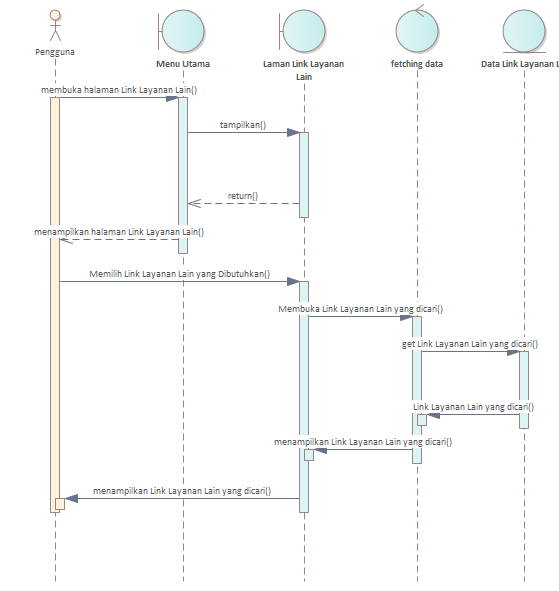 Pengguna
Menu Utama
Laman Link Layanan
Lain
fetching data
Data Link Layanan L
membuka halaman Link Layanan Lain()
tampilkan()
return()
menampilkan halaman Link Layanan Lain()
Memilih Link Layanan Lain yang Dibutuhkan()
Membuka Link Layanan Lain yang dicari()
get Link Layanan Lain yang dicari()
Link Layanan Lain yang dicari()
menampilkan Link Layanan Lain yang dicari()
menampilkan Link Layanan Lain yang dicari()